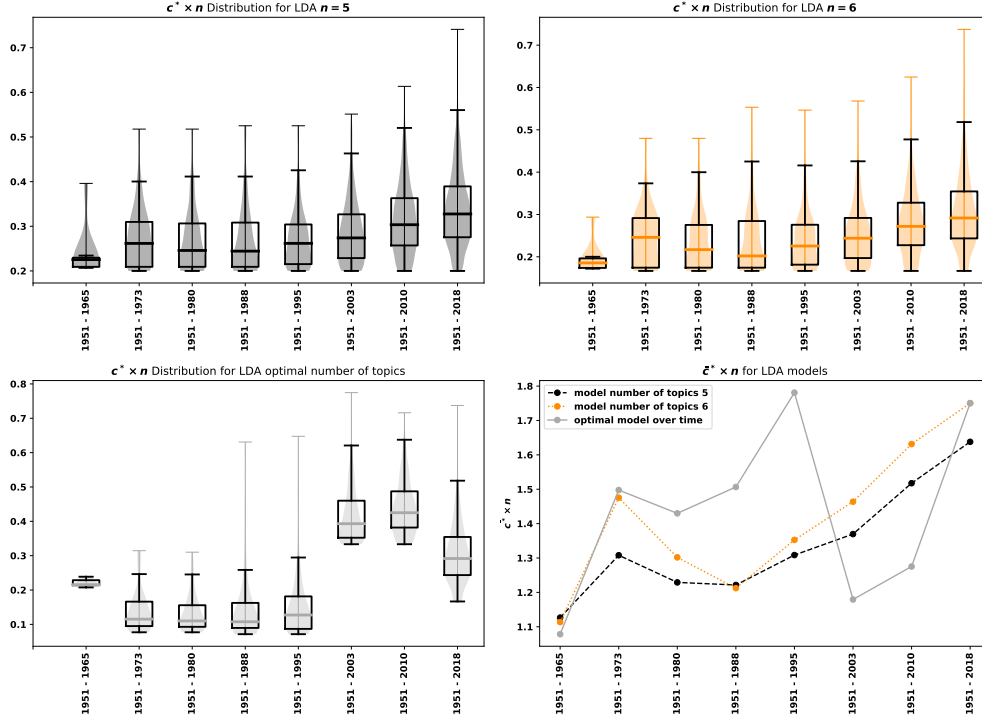 c* × n Distribution for LDA n = 5
0.7
0.6
0.5
0.4
0.3
0.2
1951 - 1965
1951 - 1973
1951 - 1980
1951 - 1988
1951 - 1995
1951 - 2003
1951 - 2010
1951 - 2018
c* × n Distribution for LDA n = 6
0.7
0.6
0.5
0.4
0.3
0.2
1951 - 1965
1951 - 1973
1951 - 1980
1951 - 1988
1951 - 1995
1951 - 2003
1951 - 2010
1951 - 2018
c* × n Distribution for LDA optimal number of topics
0.8
0.7
0.6
0.5
0.4
0.3
0.2
0.1
1951 - 1965
1951 - 1973
1951 - 1980
1951 - 1988
1951 - 1995
1951 - 2003
1951 - 2010
1951 - 2018
c̄* × n for LDA models
model number of topics 5
model number of topics 6
optimal model over time
c̄* × n
1.8
1.7
1.6
1.5
1.4
1.3
1.2
1.1
1951 - 1965
1951 - 1973
1951 - 1980
1951 - 1988
1951 - 1995
1951 - 2003
1951 - 2010
1951 - 2018